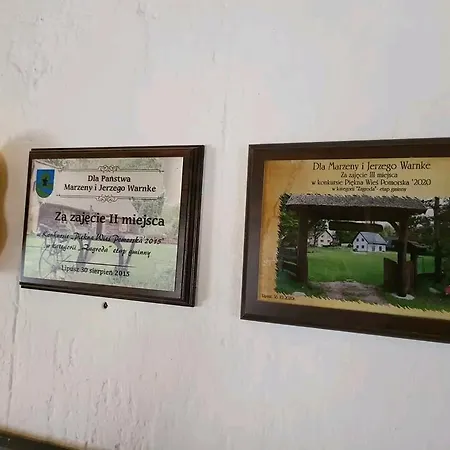 Dla Państwa
Marzeny i Jerzego Warnke
Za zajęcie II miejsca
w Konkursie „Piękna Wieś Pomorska 2015"
w kategorii „Zagroda" etap gminny
Lipusz 30 sierpień 2015
Dla Marzeny i Jerzego Warnke
Za zajęcie III miejsca
w konkursie Piękna Wieś Pomorska '2020
w kategorii "Zagroda"- etap gminny